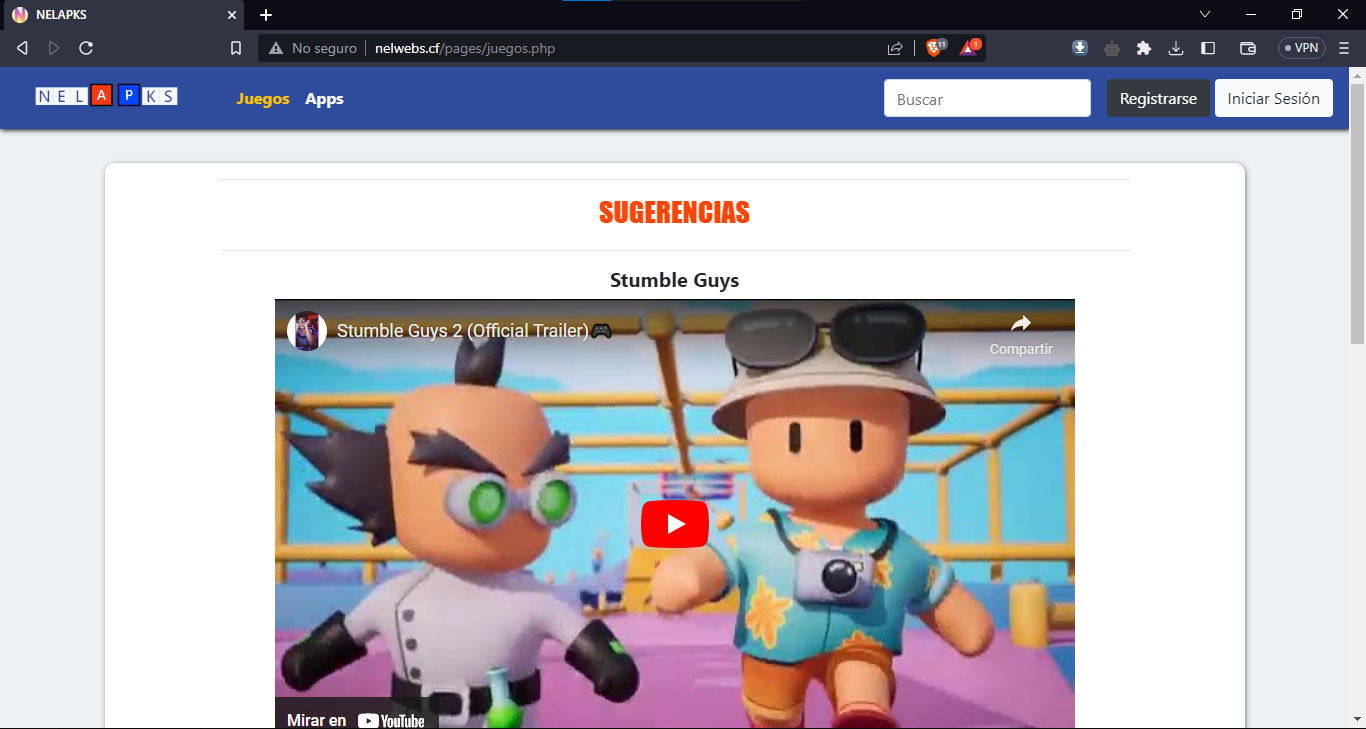 NELAPKS
No seguro
nelwebs.cf/pages/juegos.php
11
1
VPN
NELAPKS
Juegos
Apps
Buscar
Registrarse
Iniciar Sesión
SUGERENCIAS
Stumble Guys
Stumble Guys 2 (Official Trailer)🎮
Compartir
Mirar en YouTube